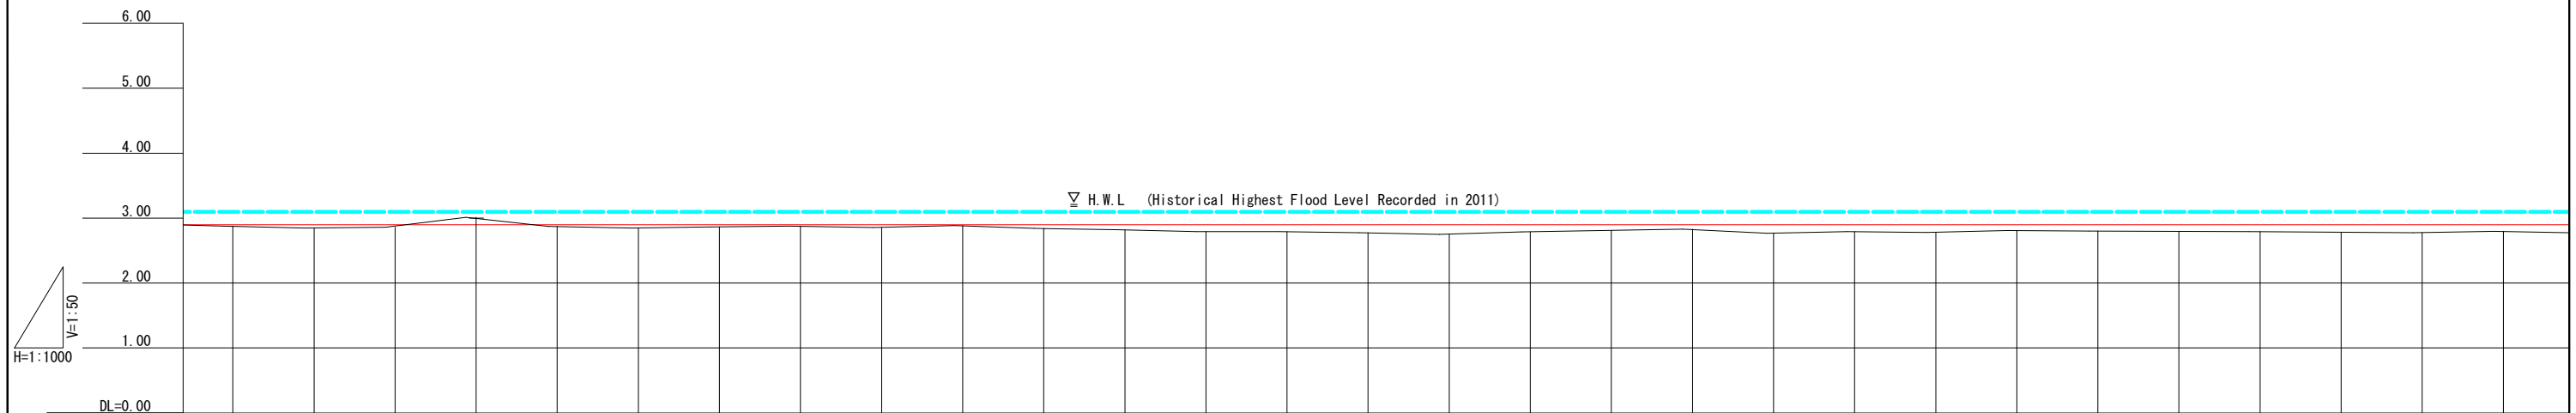 6.00
5.00
4.00
H.W.L (Historical Highest Flood Level Recorded in 2011)
3.00
2.00
V=1:50
1.00
H=1:1000
DL=0.00